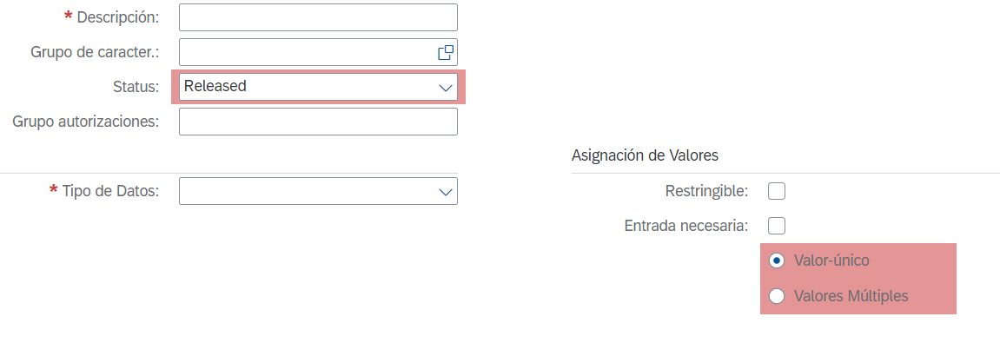 * Descripción:
Grupo de caracter.:
Status: Released
Grupo autorizaciones:
* Tipo de Datos:
Asignación de Valores
Restringible:
Entrada necesaria:
Valor-único
Valores Múltiples